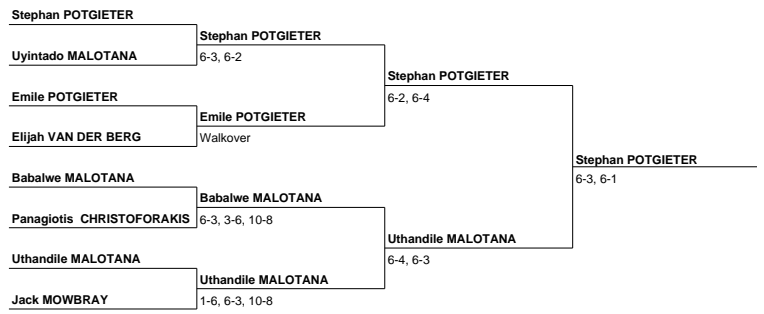 Stephan POTGIETER
Stephan POTGIETER
Uyintado MALOTANA
6-3, 6-2
Stephan POTGIETER
Emile POTGIETER
6-2, 6-4
Emile POTGIETER
Elijah VAN DER BERG
Walkover
Stephan POTGIETER
Babalwe MALOTANA
6-3, 6-1
Babalwe MALOTANA
Panagiotis  CHRISTOFORAKIS
6-3, 3-6, 10-8
Uthandile MALOTANA
Uthandile MALOTANA
6-4, 6-3
Uthandile MALOTANA
Jack MOWBRAY
1-6, 6-3, 10-8